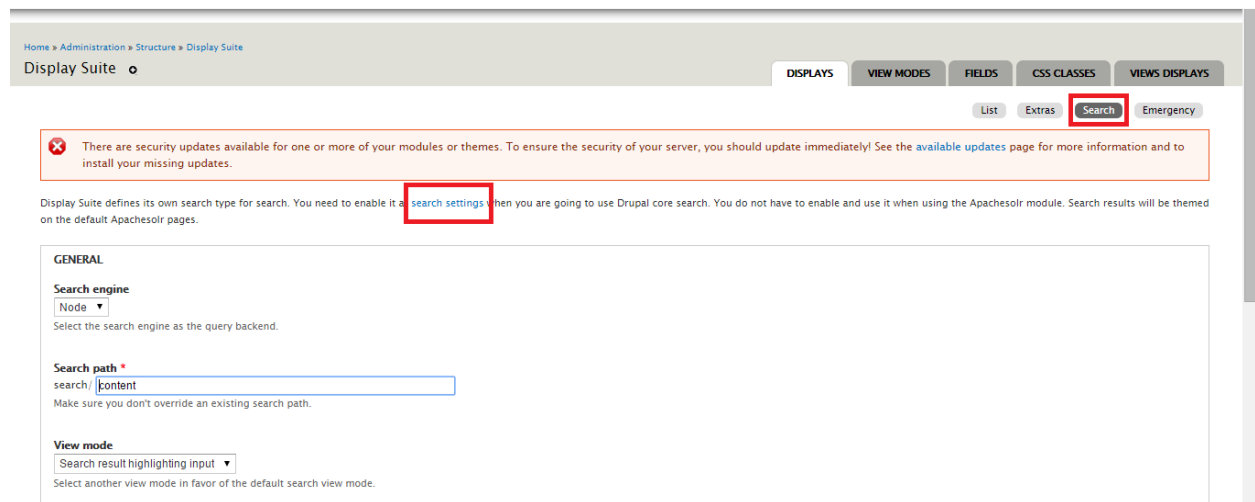 Home » Administration » Structure » Display Suite
Display Suite
DISPLAYS VIEW MODES FIELDS CSS CLASSES VIEWS DISPLAYS
List Extras Search Emergency
There are security updates available for one or more of your modules or themes. To ensure the security of your server, you should update immediately! See the available updates page for more information and to
install your missing updates.
Display Suite defines its own search type for search. You need to enable it a search settings when you are going to use Drupal core search. You do not have to enable and use it when using the Apachesolr module. Search results will be themed
on the default Apachesolr pages.
GENERAL
Search engine
Node
Select the search engine as the query backend.
Search path *
search/ content
Make sure you don't override an existing search path.
View mode
Search result highlighting input
Select another view mode in favor of the default search view mode.